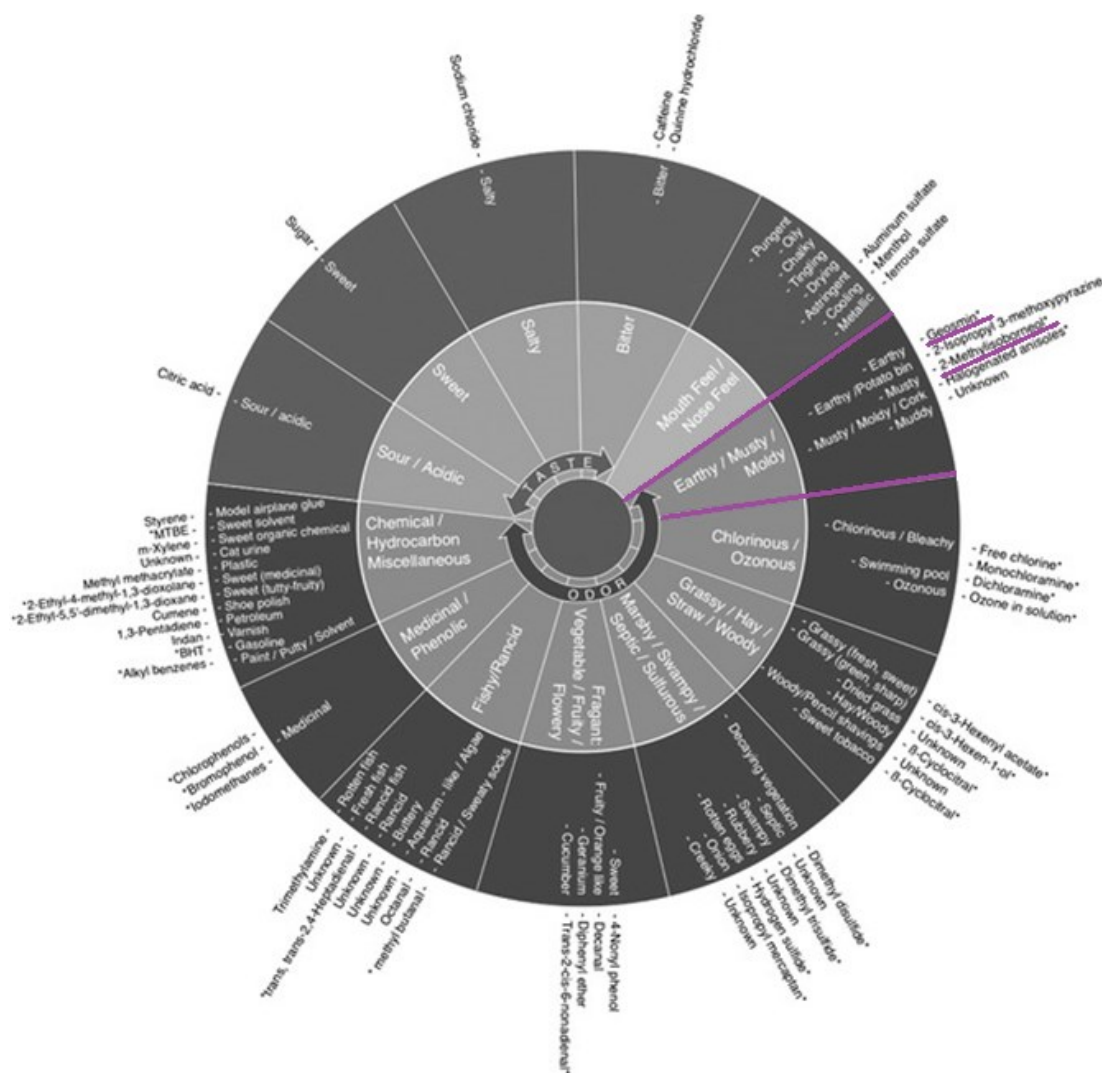 TASTE
ODOR
Bitter
- Bitter
- Caffeine
- Quinine hydrochloride
Mouth Feel /
Nose Feel
- Pungent
- Oily
- Chalky
- Tingling
- Drying
- Astringent
- Cooling
- Metallic
- Aluminum sulfate
- Menthol
- ferrous sulfate
Earthy / Musty /
Moldy
- Earthy
- Earthy /Potato bin
- Musty
- Musty / Moldy / Cork
- Muddy
- Geosmin*
- 2-Isopropyl 3-methoxypyrazine
- 2-Methylisoborneol*
- Halogenated anisoles*
- Unknown
Chlorinous /
Ozonous
- Chlorinous / Bleachy
- Swimming pool
- Ozonous
- Free chlorine*
- Monochloramine*
- Dichloramine*
- Ozone in solution*
Grassy / Hay /
Straw / Woody
- Grassy (fresh, sweet)
- Grassy (green, sharp)
- Dried grass
- Hay/Woody
- Woody/Pencil shavings
- Sweet tobacco
- cis-3-Hexenyl acetate*
- cis-3-Hexen-1-ol*
- Unknown
- ß-Cyclocitral*
- Unknown
- ß-Cyclocitral*
Marshy / Swampy /
Septic / Sulfurous
- Decaying vegetation
- Septic
- Swampy
- Rubbery
- Rotten eggs
- Onion
- Creeky
- Dimethyl disulfide*
- Unknown
- Dimethyl trisulfide*
- Unknown
- Hydrogen sulfide*
- Isopropyl mercaptan*
- Unknown
Fragant:
Vegetable / Fruity /
Flowery
- Sweet
- Fruity / Orange like
- Geranium
- Cucumber
- 4-Nonyl phenol
- Decanal
- Diphenyl ether
- Trans-2-cis-6-nonadienal*
Fishy/Rancid
- Rotten fish
- Fresh fish
- Rancid fish
- Rancid
- Buttery
- Aquarium - like / Algae
- Rancid
- Rancid / Sweaty socks
Trimethylamine -
Unknown -
*trans, trans-2,4-Heptadienal -
Unknown -
Unknown -
Unknown -
Octanal -
* methyl butaisal -
Medicinal /
Phenolic
- Medicinal
*Chlorophenols -
*Bromophenol -
*Iodomethanes -
Chemical /
Hydrocarbon
Miscellaneous
- Model airplane glue
- Sweet solvent
- Sweet organic chemical
- Cat urine
- Plastic
- Sweet (medicinal)
- Sweet (tutty-fruity)
- Shoe polish
- Petroleum
- Varnish
- Gasoline
- Paint / Putty / Solvent
Styrene -
*MTBE -
m-Xylene -
Unknown -
Methyl methacrylate -
*2-Ethyl-4-methyl-1,3-dioxolane -
*2-Ethyl-5,5'-dimethyl-1,3-dioxane -
Cumene -
1,3-Pentadiene -
Indan -
*BHT -
*Alkyl benzenes -
Sour / Acidic
- Sour / acidic
Citric acid -
Sweet
- Sweet
Sugar -
Salty
- Salty
Sodium chloride -